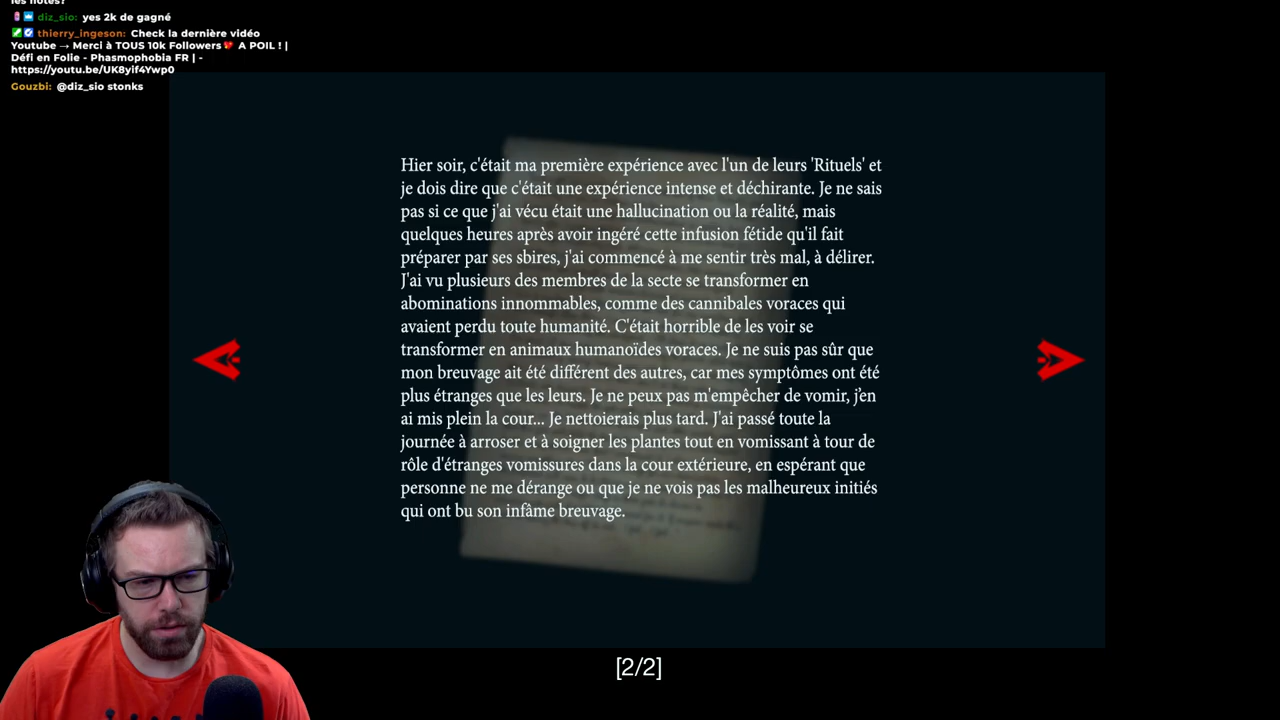 les notes?
diz_sio: yes 2k de gagné
thierry_ingeson: Check la dernière vidéo
Youtube → Merci à TOUS 10k Followers A POIL ! |
Défi en Folie - Phasmophobia FR | -
https://youtu.be/UK8yif4Ywp0
Gouzbi: @diz_sio stonks
Hier soir, c'était ma première expérience avec l'un de leurs 'Rituels' et
je dois dire que c'était une expérience intense et déchirante. Je ne sais
pas si ce que j'ai vécu était une hallucination ou la réalité, mais
quelques heures après avoir ingéré cette infusion fétide qu'il fait
préparer par ses sbires, j'ai commencé à me sentir très mal, à délirer.
J'ai vu plusieurs des membres de la secte se transformer en
abominations innommables, comme des cannibales voraces qui
avaient perdu toute humanité. C'était horrible de les voir se
transformer en animaux humanoïdes voraces. Je ne suis pas sûr que
mon breuvage ait été différent des autres, car mes symptômes ont été
plus étranges que les leurs. Je ne peux pas m'empêcher de vomir, j'en
ai mis plein la cour... Je nettoierais plus tard. J'ai passé toute la
journée à arroser et à soigner les plantes tout en vomissant à tour de
rôle d'étranges vomissures dans la cour extérieure, en espérant que
personne ne me dérange ou que je ne vois pas les malheureux initiés
qui ont bu son infâme breuvage.
[2/2]